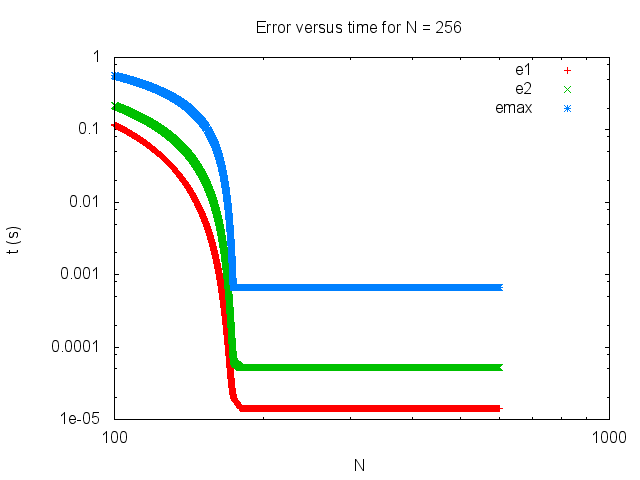 Error versus time for N = 256
e1
e2
emax
1
0.1
0.01
0.001
0.0001
1e-05
t (s)
100
1000
N